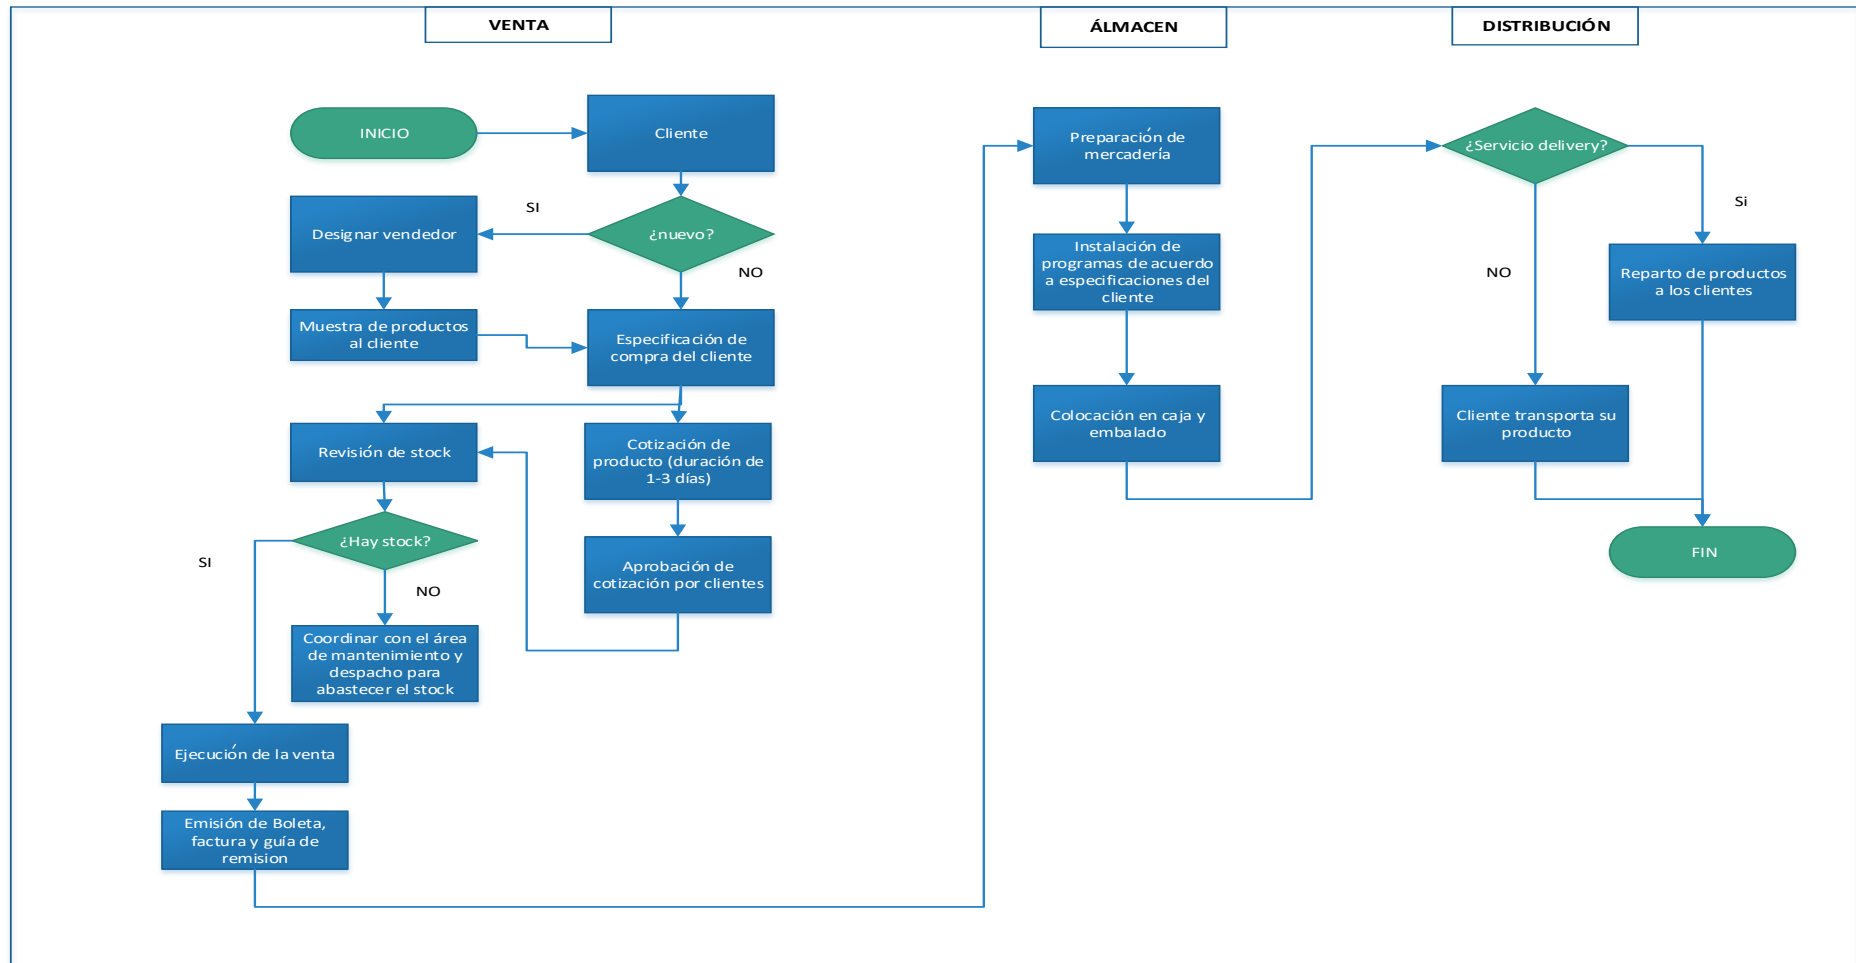 VENTA
ÁLMACEN
DISTRIBUCIÓN
INICIO
Cliente
SI
Designar vendedor
¿nuevo?
NO
Muestra de productos
al cliente
Especificación de
compra del cliente
Revisión de stock
Cotización de
producto (duración de
1-3 días)
¿Hay stock?
SI
NO
Aprobación de
cotización por clientes
Coordinar con el área
de mantenimiento y
despacho para
abastecer el stock
Ejecución de la venta
Emisión de Boleta,
factura y guía de
remision
Preparación de
mercadería
Instalación de
programas de acuerdo
a especificaciones del
cliente
Colocación en caja y
embalado
¿Servicio delivery?
Si
NO
Reparto de productos
a los clientes
Cliente transporta su
producto
FIN